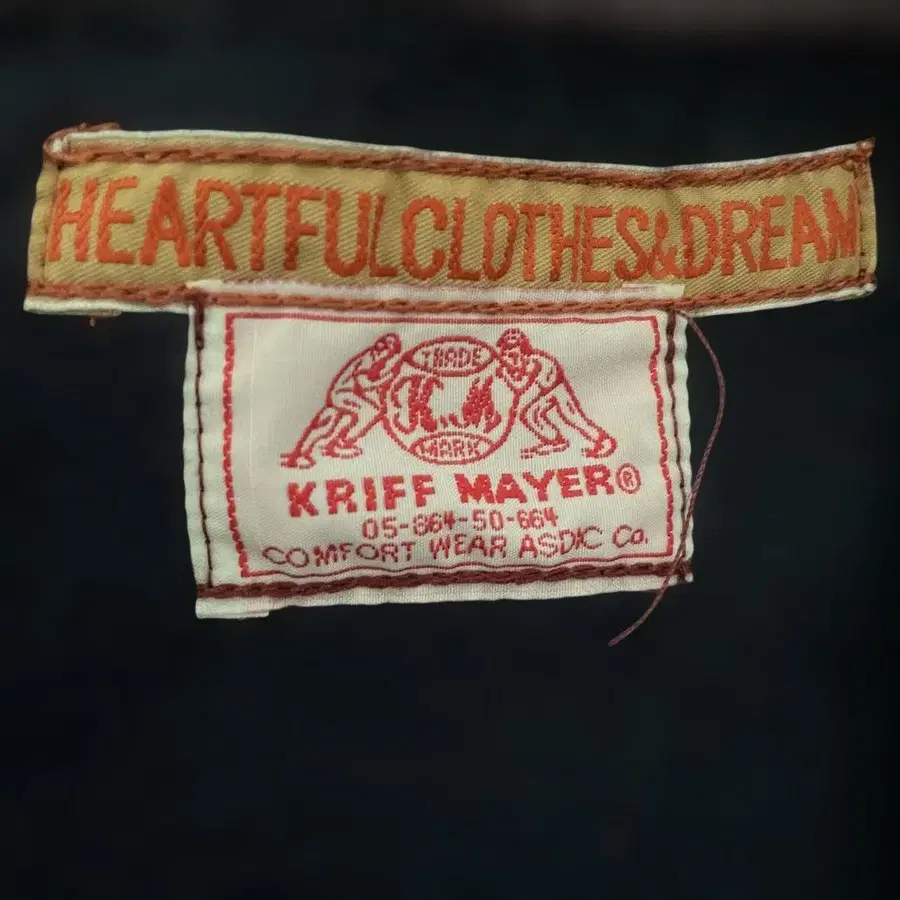 HEARTFULCLOTHES&DREAM
TRADE
K.M
MARK
KRIFF MAYER®
05-864-50-664
COMFORT WEAR ASDIC Co.